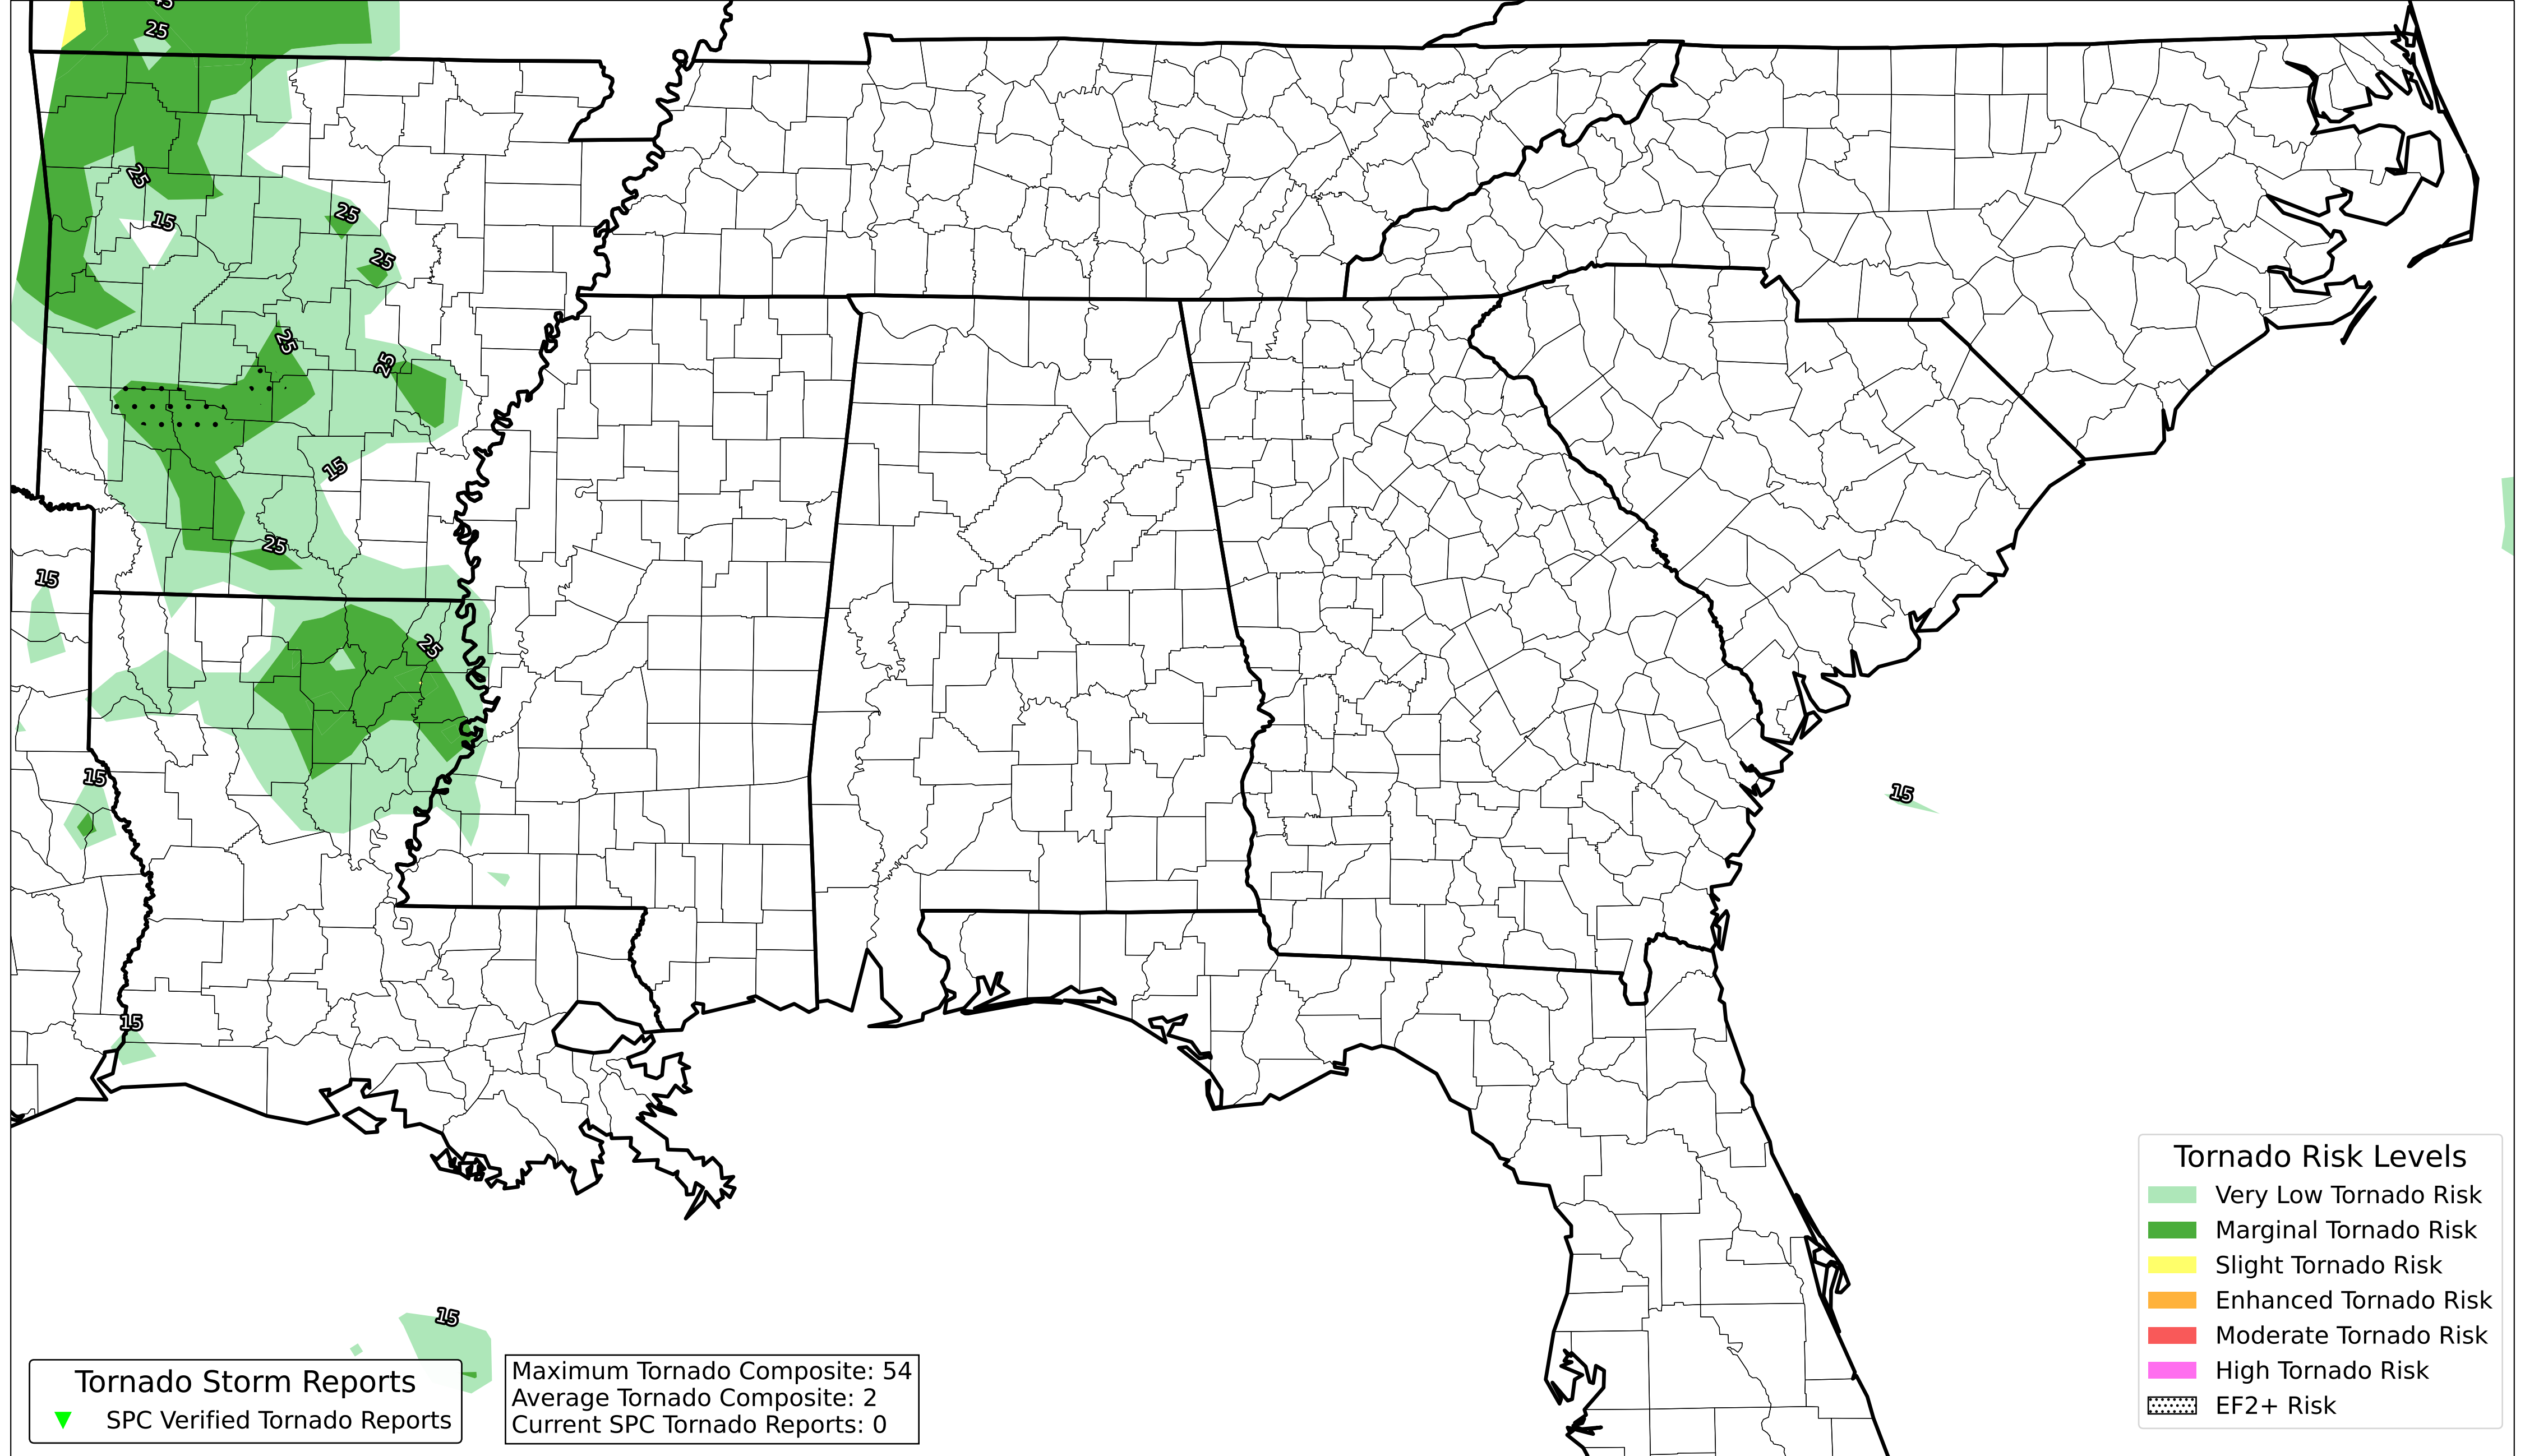 25
25
15
25
25
25
25
15
25
15
25
15
15
15
15
Tornado Storm Reports
SPC Verified Tornado Reports
Maximum Tornado Composite: 54
Average Tornado Composite: 2
Current SPC Tornado Reports: 0
Tornado Risk Levels
Very Low Tornado Risk
Marginal Tornado Risk
Slight Tornado Risk
Enhanced Tornado Risk
Moderate Tornado Risk
High Tornado Risk
EF2+ Risk